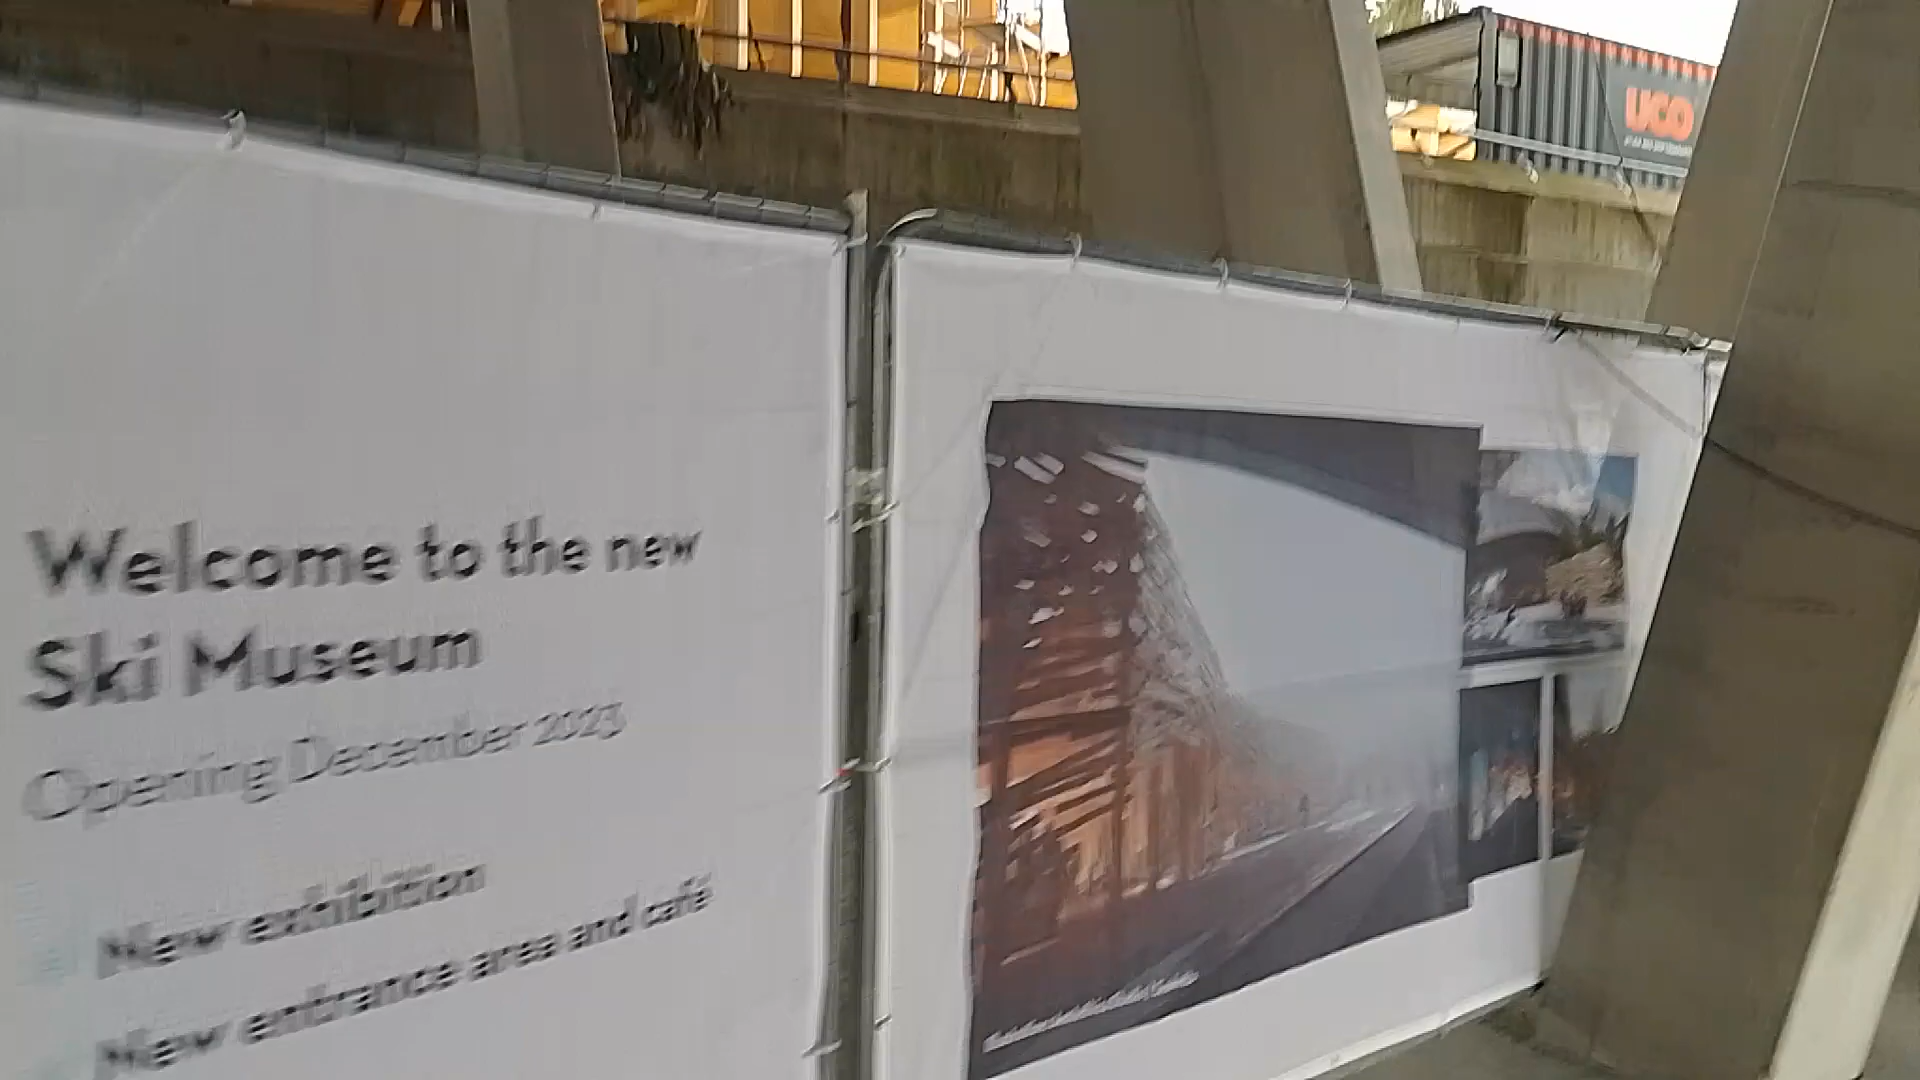 Welcome to the new
Ski Museum
Opening December 2023
New exhibition
New entrance area and café
UCO